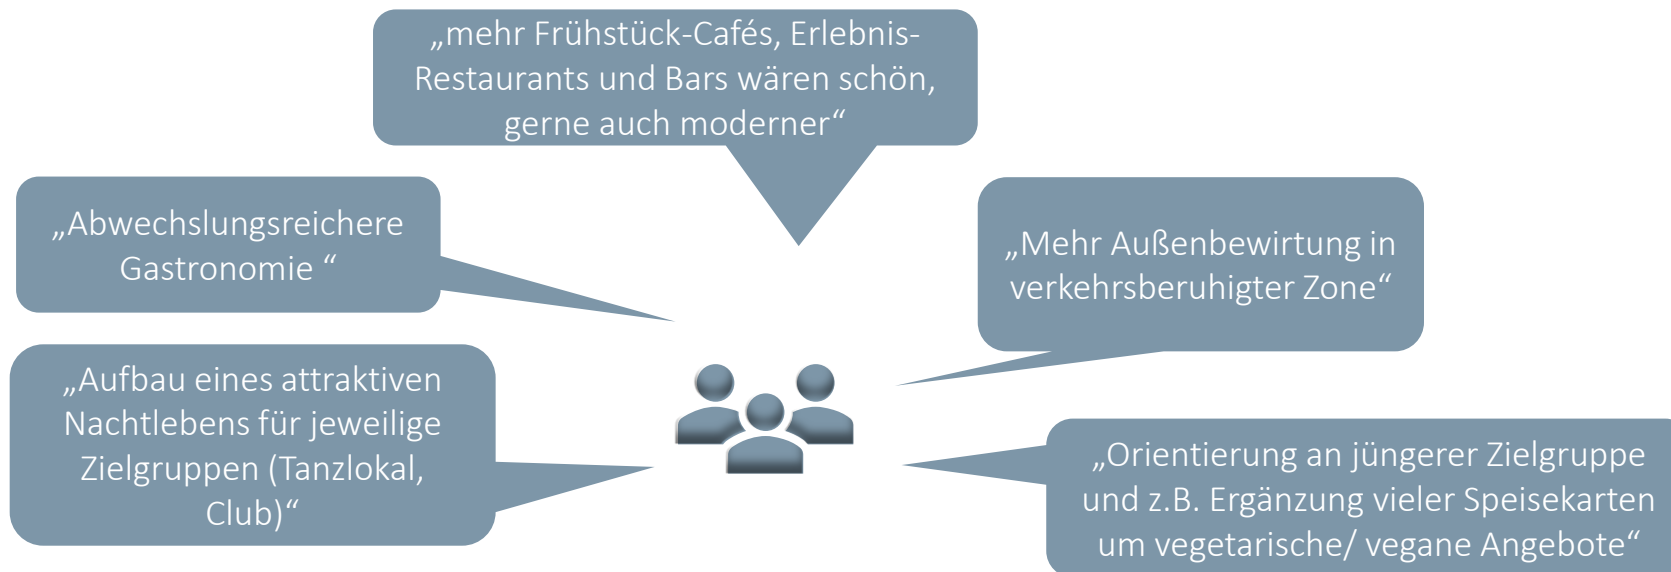 „mehr Frühstück-Cafés, Erlebnis-
Restaurants und Bars wären schön,
gerne auch moderner“
„Abwechslungsreichere
Gastronomie “
„Mehr Außenbewirtung in
verkehrsberuhigter Zone“
„Aufbau eines attraktiven
Nachtlebens für jeweilige
Zielgruppen (Tanzlokal,
Club)“
„Orientierung an jüngerer Zielgruppe
und z.B. Ergänzung vieler Speisekarten
um vegetarische/ vegane Angebote“